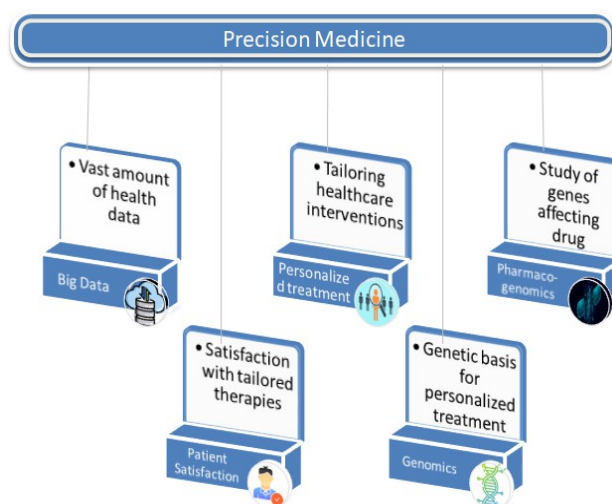 Precision Medicine
• Vast amount
of health
data
Big Data
• Tailoring
healthcare
interventions
Personalize
d treatment
• Study of
genes
affecting
drug
Pharmaco-
genomics
• Satisfaction
with tailored
therapies
Patient
Satisfaction
• Genetic basis
for
personalized
treatment
Genomics